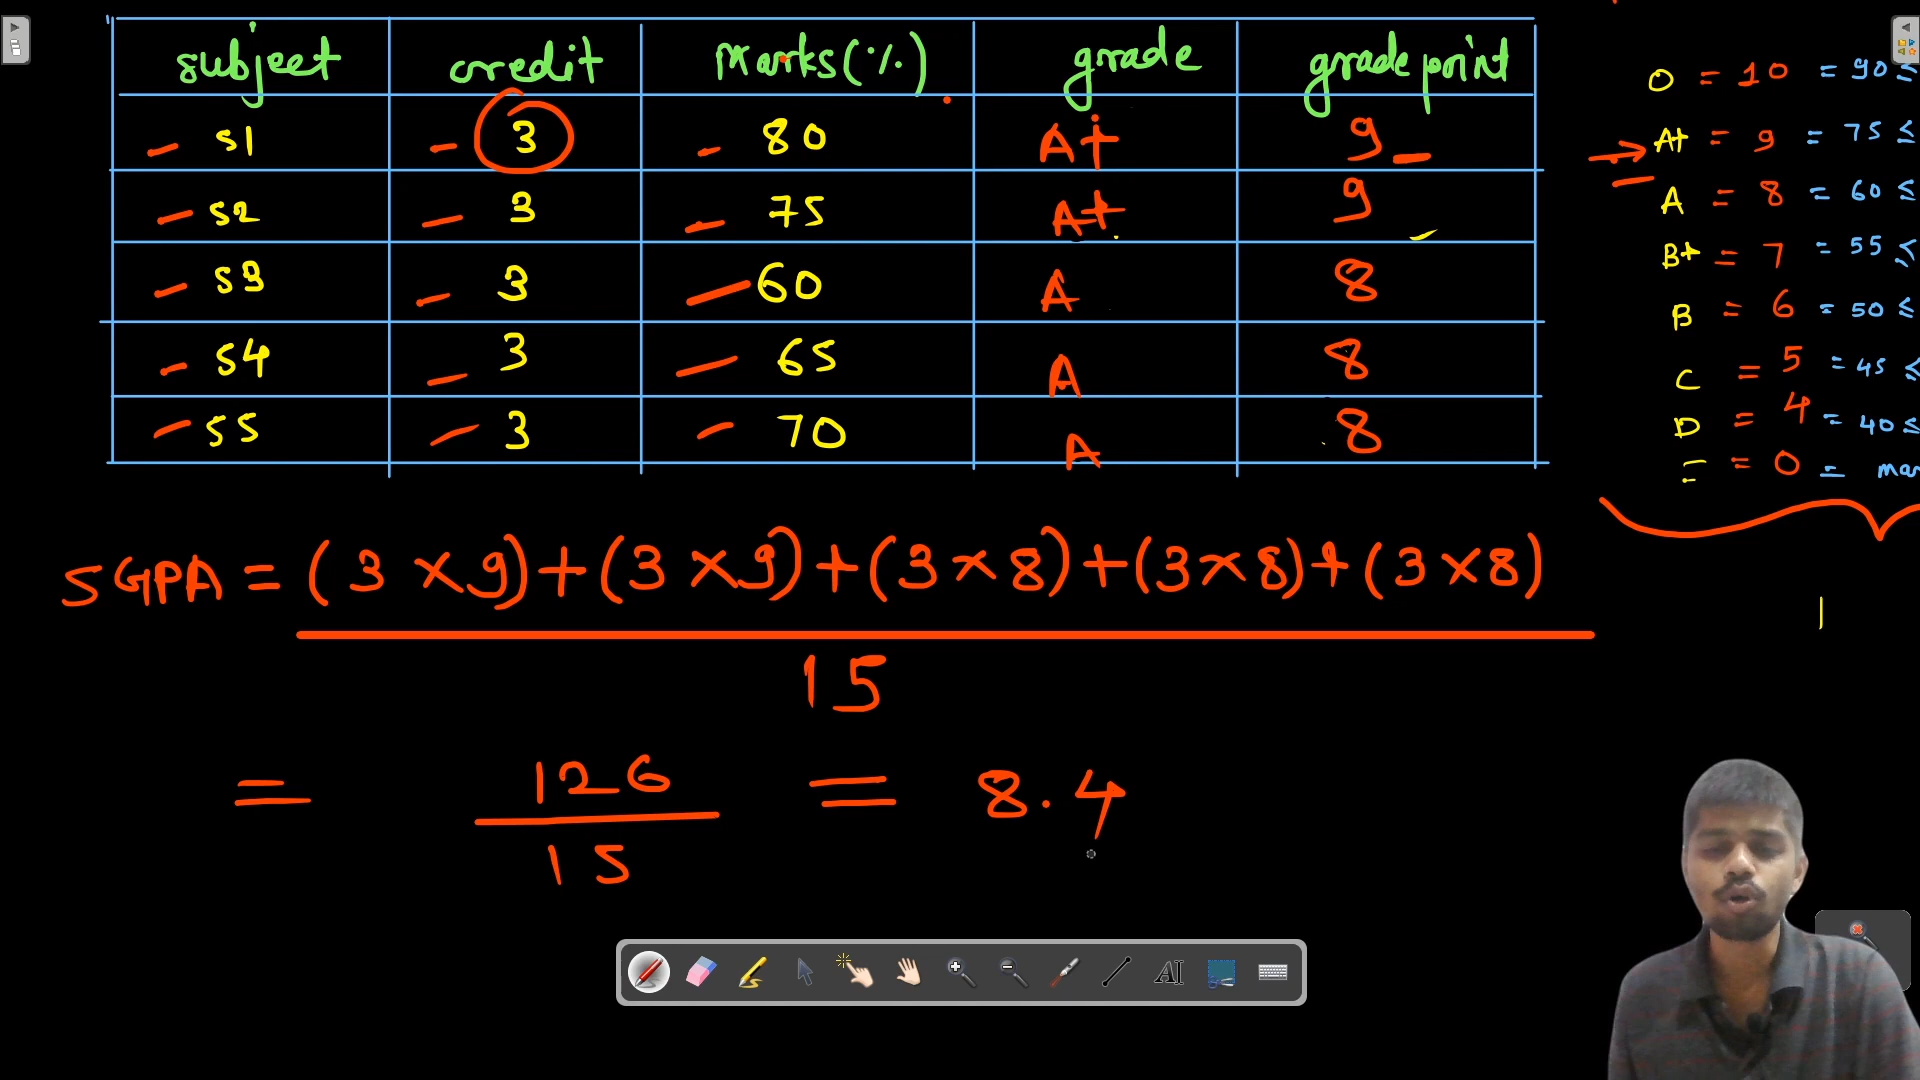 subject credit marks(%) grade grade point
s1 3 80 A+ 9
s2 3 75 A+ 9
s3 3 60 A 8
s4 3 65 A 8
s5 3 70 A 8
O = 10 = 90 ≤
A+ = 9 = 75 ≤
A = 8 = 60 ≤
B+ = 7 = 55 ≤
B = 6 = 50 ≤
C = 5 = 45 ≤
D = 4 = 40 ≤
= 0 = mar
SGPA = (3 × 9) + (3 × 9) + (3 × 8) + (3 × 8) + (3 × 8)
15
= 126 = 8.4
15
AI